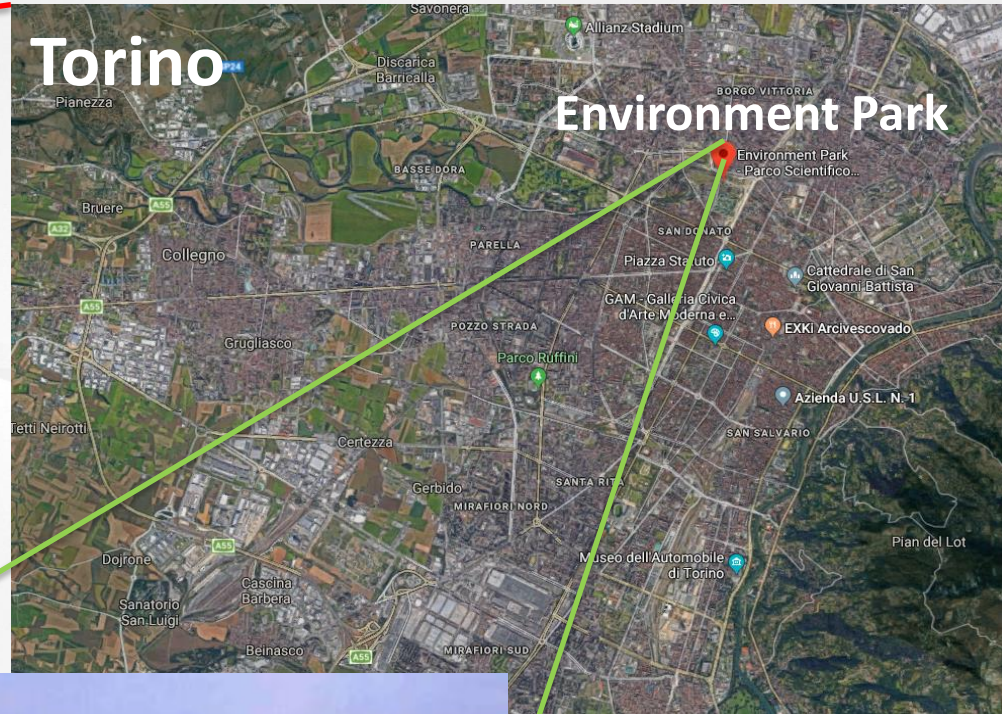 Savonera
Allianz Stadium
Torino
P24
Discarica
Barricalla
Pianezza
BORGO VITTORIA
Environment Park
Environment Park
- Parco Scientifico...
BASSE DORA
Bruere
A55
A32
SAN DONATO
PARELLA
Collegno
Piazza Statuto
Cattedrale di San
Giovanni Battista
A55
GAM - Galleria Civica
d'Arte Moderna e...
POZZO STRADA
EXKi Arcivescovado
Grugliasco
Parco Ruffini
Azienda U.S.L. N. 1
Tetti Neirotti
Certezza
SAN SALVARIO
Gerbido
SANTA RITA
MIRAFIORI NORD
A55
Pian del Lot
Dojrone
Museo dell'Automobile
di Torino
Cascina
Barbera
Sanatorio
San Luigi
Beinasco
A55
MIRAFIORI SUD